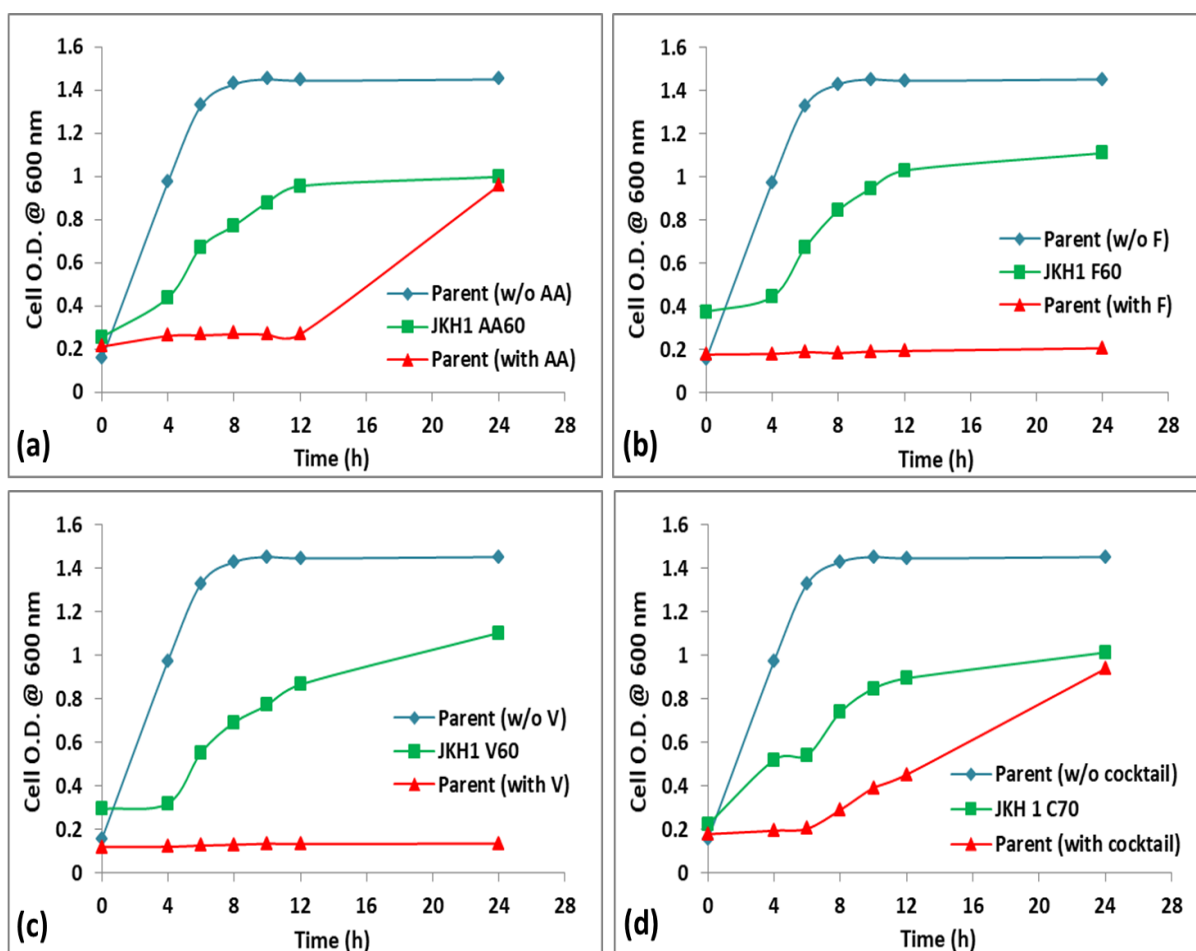 1.6
1.4
1.2
1
0.8
0.6
0.4
0.2
0
Cell O.D. @ 600 nm
Parent (w/o AA)
JKH1 AA60
Parent (with AA)
0 4 8 12 16 20 24 28
Time (h)
(a)
1.6
1.4
1.2
1
0.8
0.6
0.4
0.2
0
Cell O.D. @ 600 nm
Parent (w/o F)
JKH1 F60
Parent (with F)
0 4 8 12 16 20 24 28
Time (h)
(b)
1.6
1.4
1.2
1
0.8
0.6
0.4
0.2
0
Cell O.D. @ 600 nm
Parent (w/o V)
JKH1 V60
Parent (with V)
0 4 8 12 16 20 24 28
Time (h)
(c)
1.6
1.4
1.2
1
0.8
0.6
0.4
0.2
0
Cell O.D. @ 600 nm
Parent (w/o cocktail)
JKH 1 C70
Parent (with cocktail)
0 4 8 12 16 20 24 28
Time (h)
(d)